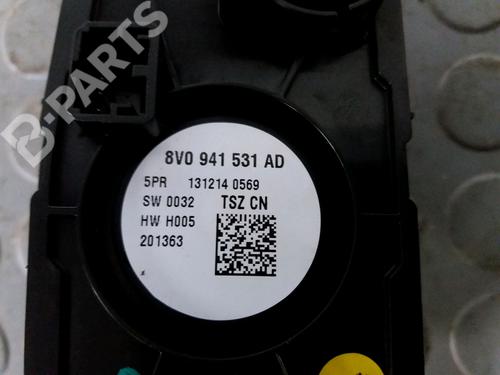 B-PARTS
8V0 941 531 AD
5PR 131214 0569
SW 0032 TSZ CN
HW H005
201363